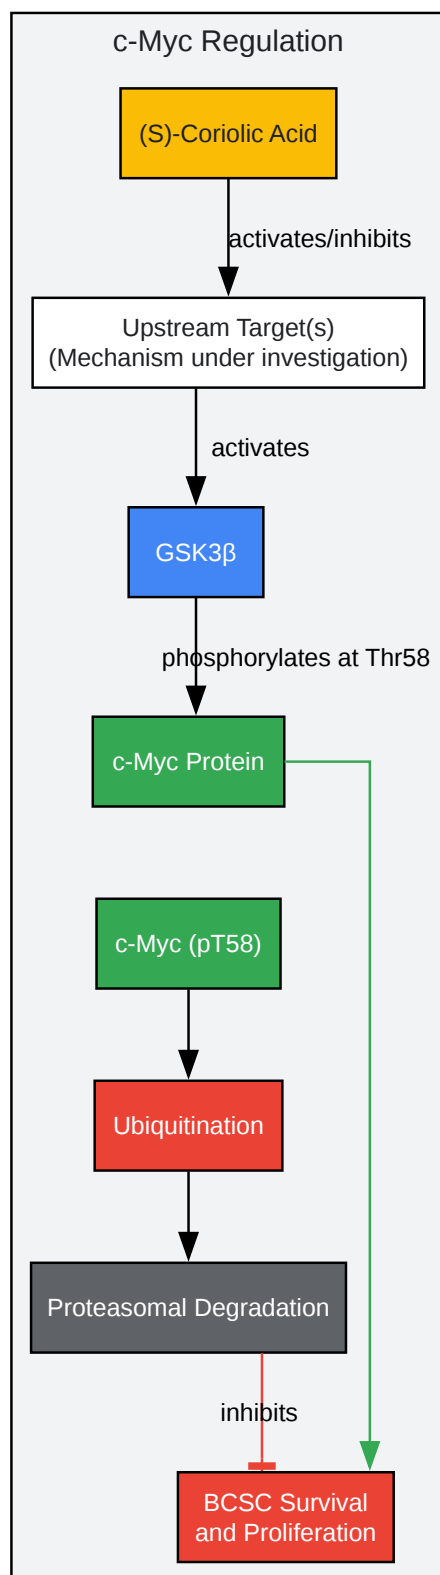 c-Myc Regulation
(S)-Coriolic Acid
activates/inhibits
Upstream Target(s)
(Mechanism under investigation)
activates
GSK3β
phosphorylates at Thr58
c-Myc Protein
c-Myc (pT58)
Ubiquitination
Proteasomal Degradation
inhibits
BCSC Survival
and Proliferation